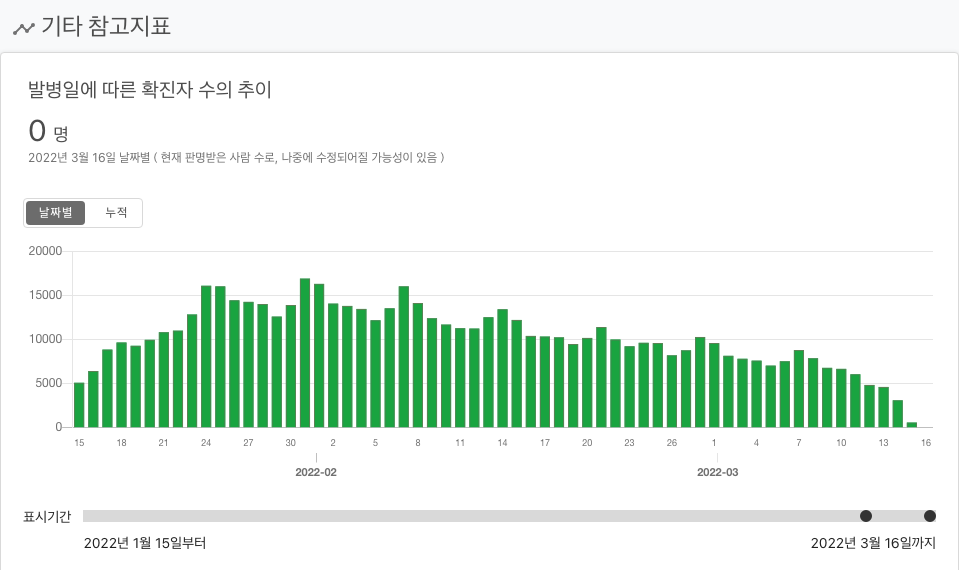 기타 참고지표
발병일에 따른 확진자 수의 추이
0 명
2022년 3월 16일 날짜별 ( 현재 판명받은 사람 수로, 나중에 수정되어질 가능성이 있음 )
날짜별 누적
20000
15000
10000
5000
0
15 18 21 24 27 30 2 5 8 11 14 17 20 23 26 1 4 7 10 13 16
2022-02 2022-03
표시기간
2022년 1월 15일부터 2022년 3월 16일까지